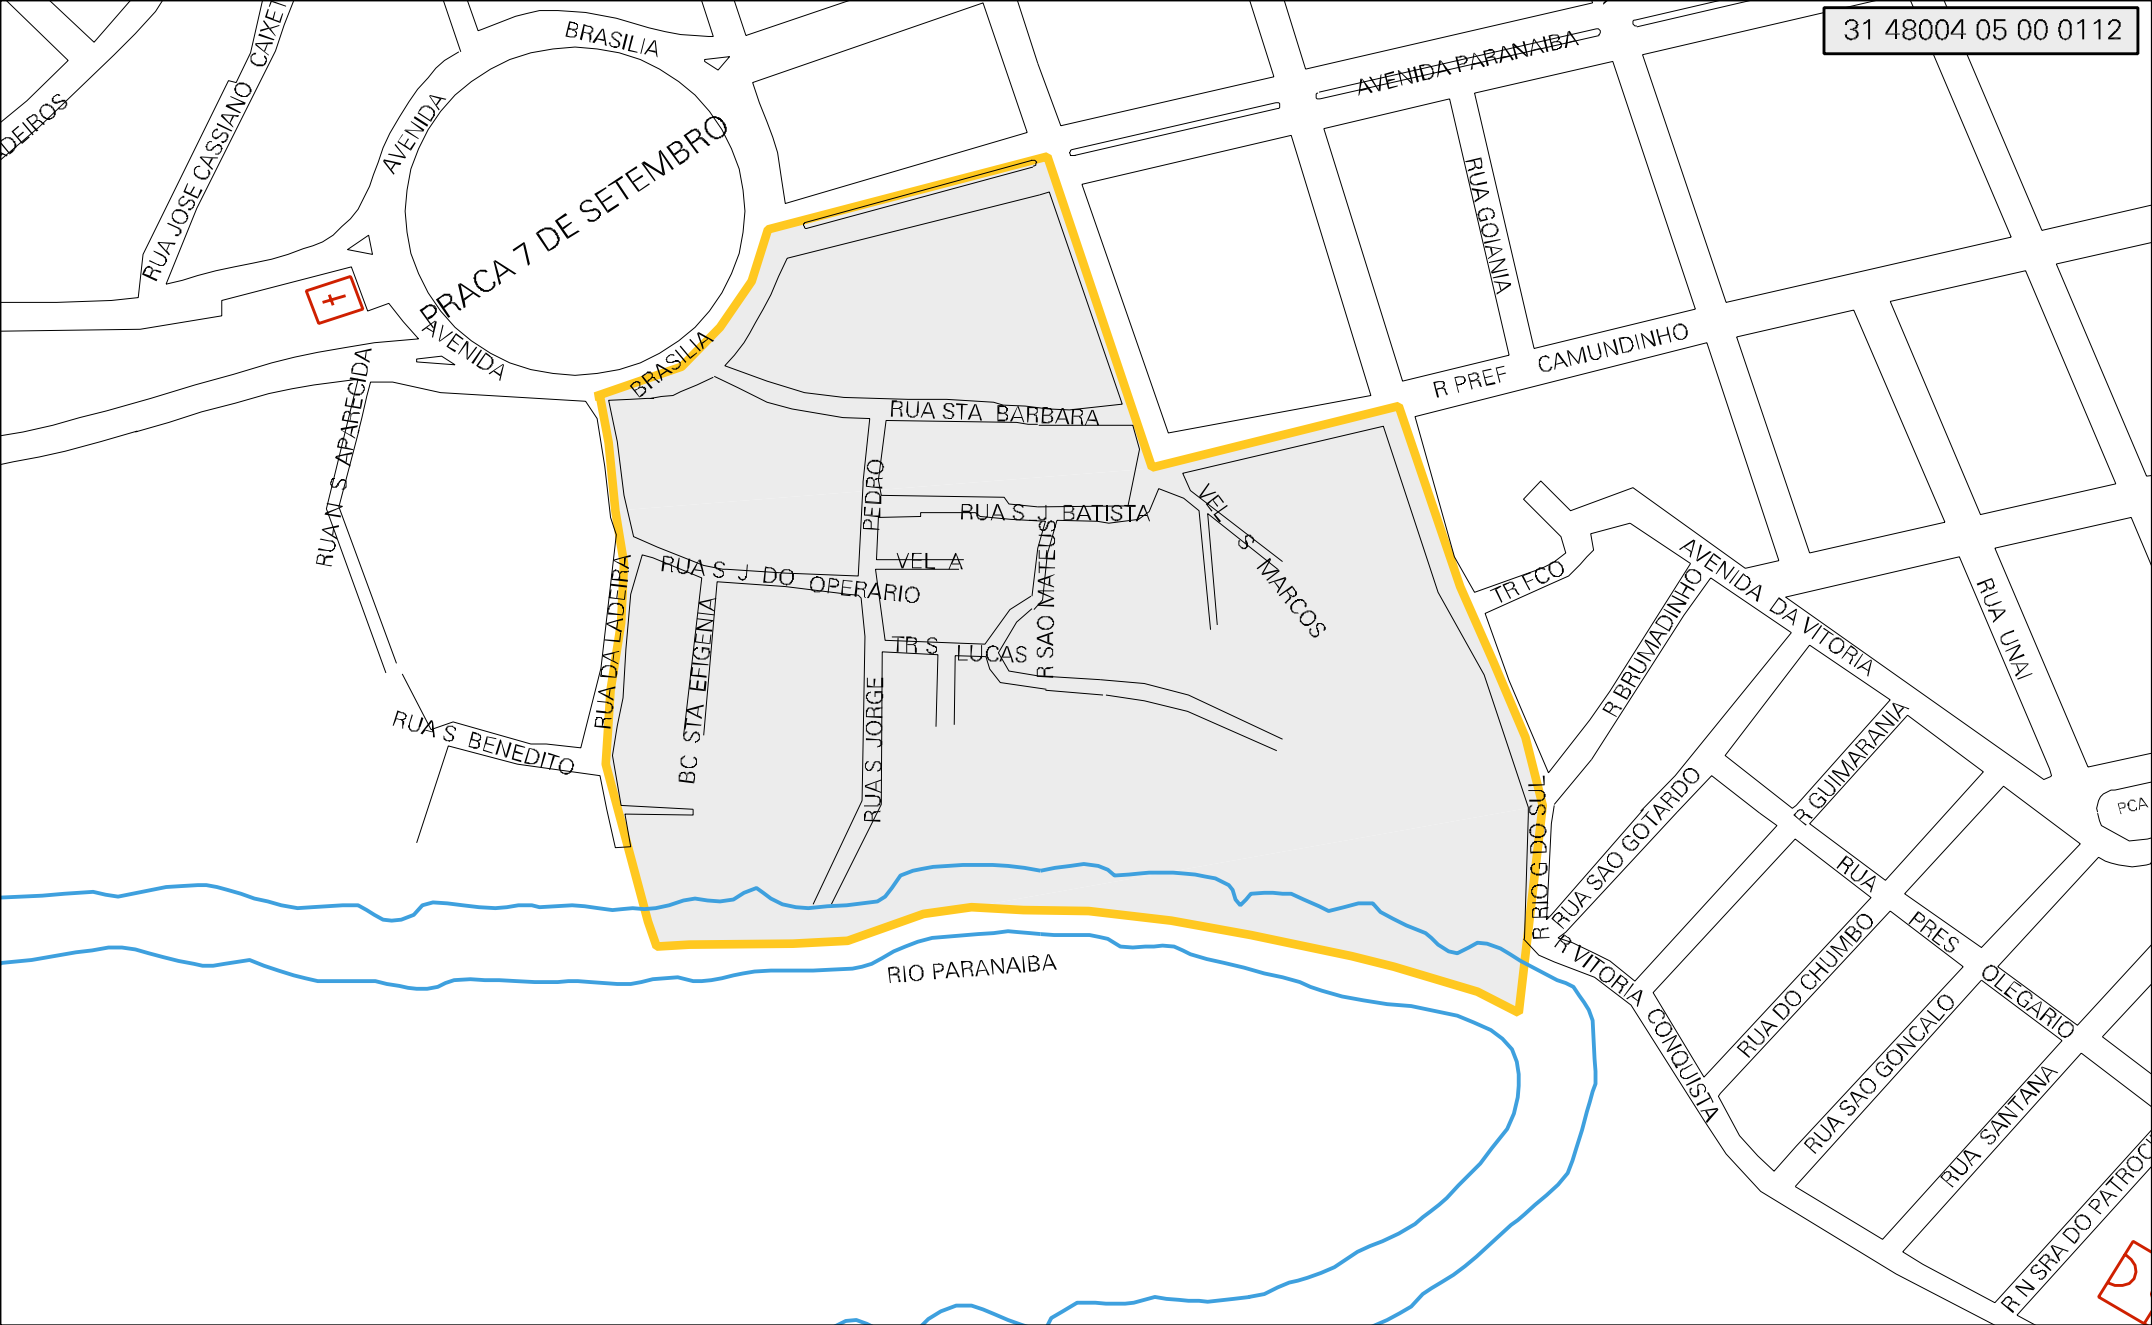 31 48004 05 00 0112
BRASILIA
AVENIDA PARANAIBA
RUA JOSE CASSIANO CAIXET
ADEIROS
AVENIDA
PRACA 7 DE SETEMBRO
RUA GOIANIA
AVENIDA
BRASILIA
R PREF CAMUNDINHO
RUA N S APARECIDA
RUA STA BARBARA
PEDRO
RUA S J BATISTA
VEL S MARCOS
VEL A
RUA S J DO OPERARIO
R SAO MATEUS
TR S LUCAS
TR FCO
AVENIDA DA VITORIA
RUA UNAI
R BRUMADINHO
RUA DA LADEIRA
BC STA EFIGENIA
RUA S JORGE
RUA S BENEDITO
R GUIMARANIA
RUA SAO GOTARDO
R RIO G DO SUL
PCA
RUA PRES OLEGARIO
RIO PARANAIBA
R VITORIA CONQUISTA
RUA DO CHUMBO
RUA SAO GONCALO
RUA SANTANA
R N SRA DO PATROCI